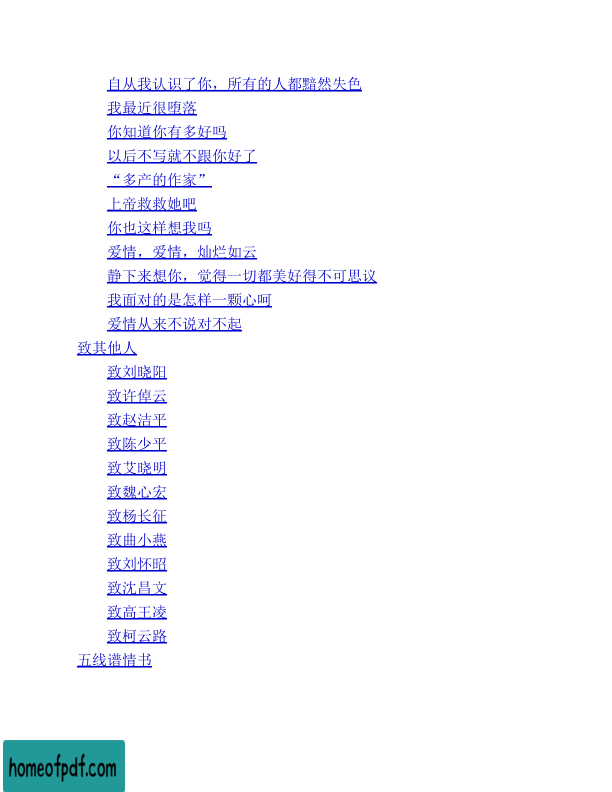 自从我认识了你，所有的人都黯然失色
我最近很堕落
你知道你有多好吗
以后不写就不跟你好了
“多产的作家”
上帝救救她吧
你也这样想我吗
爱情，爱情，灿烂如云
静下来想你，觉得一切都美好得不可思议
我面对的是怎样一颗心呵
爱情从来不说对不起
致其他人
致刘晓阳
致许倬云
致赵洁平
致陈少平
致艾晓明
致魏心宏
致杨长征
致曲小燕
致刘怀昭
致沈昌文
致高王凌
致柯云路
五线谱情书
homeofpdf.com